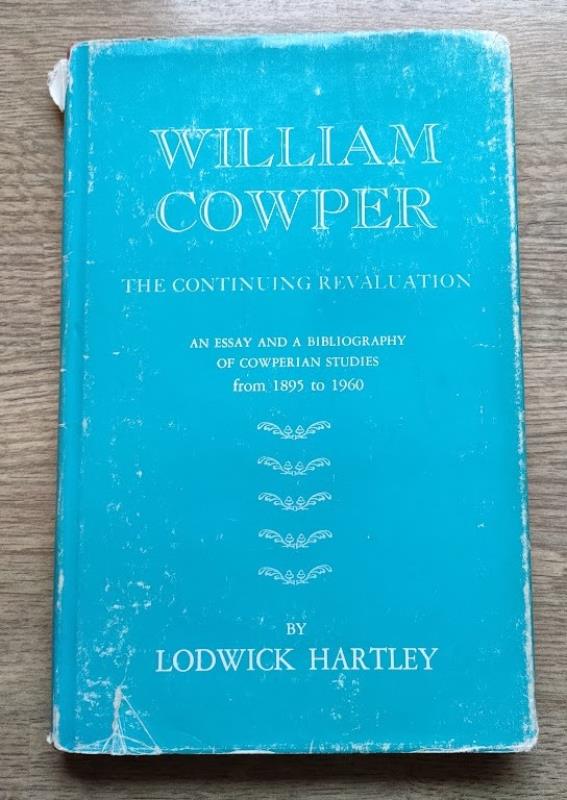 WILLIAM
COWPER
THE CONTINUING REVALUATION
AN ESSAY AND A BIBLIOGRAPHY
OF COWPERIAN STUDIES
from 1895 to 1960
BY
LODWICK HARTLEY